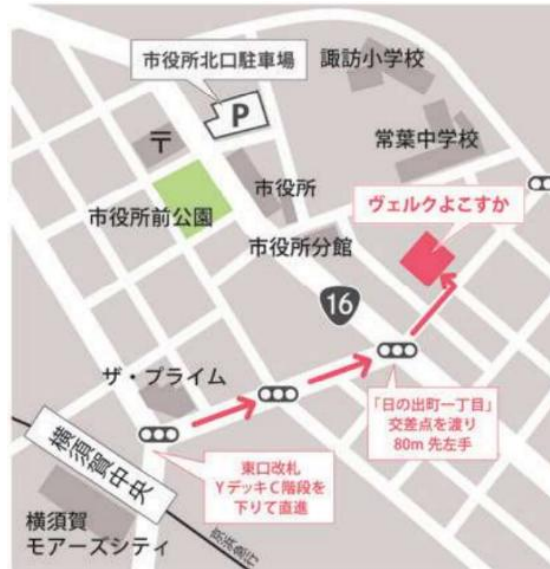 市役所北口駐車場
諏訪小学校
P
〒
常葉中学校
市役所
ヴェルクよこすか
市役所前公園
市役所分館
16
ザ・プライム
「日の出町一丁目」
交差点を渡り
80m 先左手
横須賀中央
東口改札
YデッキC階段を
下りて直進
横須賀
モアーズシティ
京浜急行